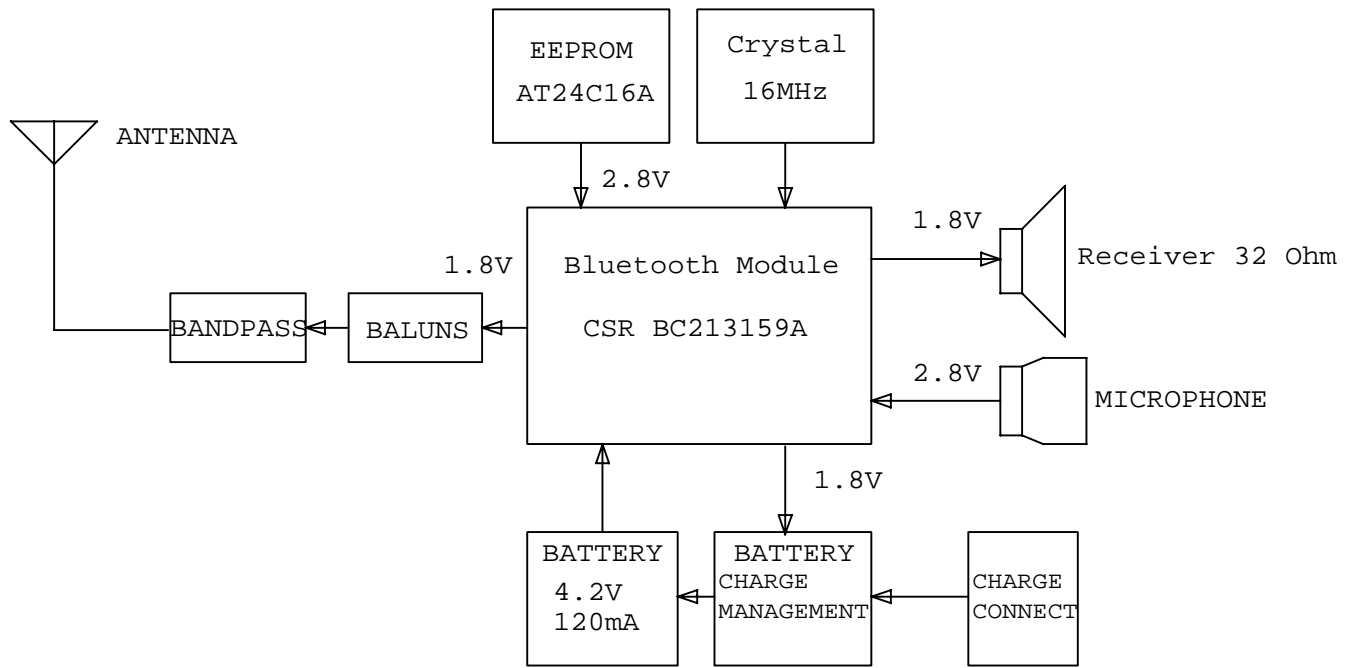 EEPROM
AT24C16A
Crystal
16MHz
ANTENNA
2.8V
1.8V
Bluetooth Module
CSR BC213159A
1.8V
Receiver 32 Ohm
BANDPASS
BALUNS
2.8V
MICROPHONE
1.8V
BATTERY
4.2V
120mA
BATTERY
CHARGE
MANAGEMENT
CHARGE
CONNECT